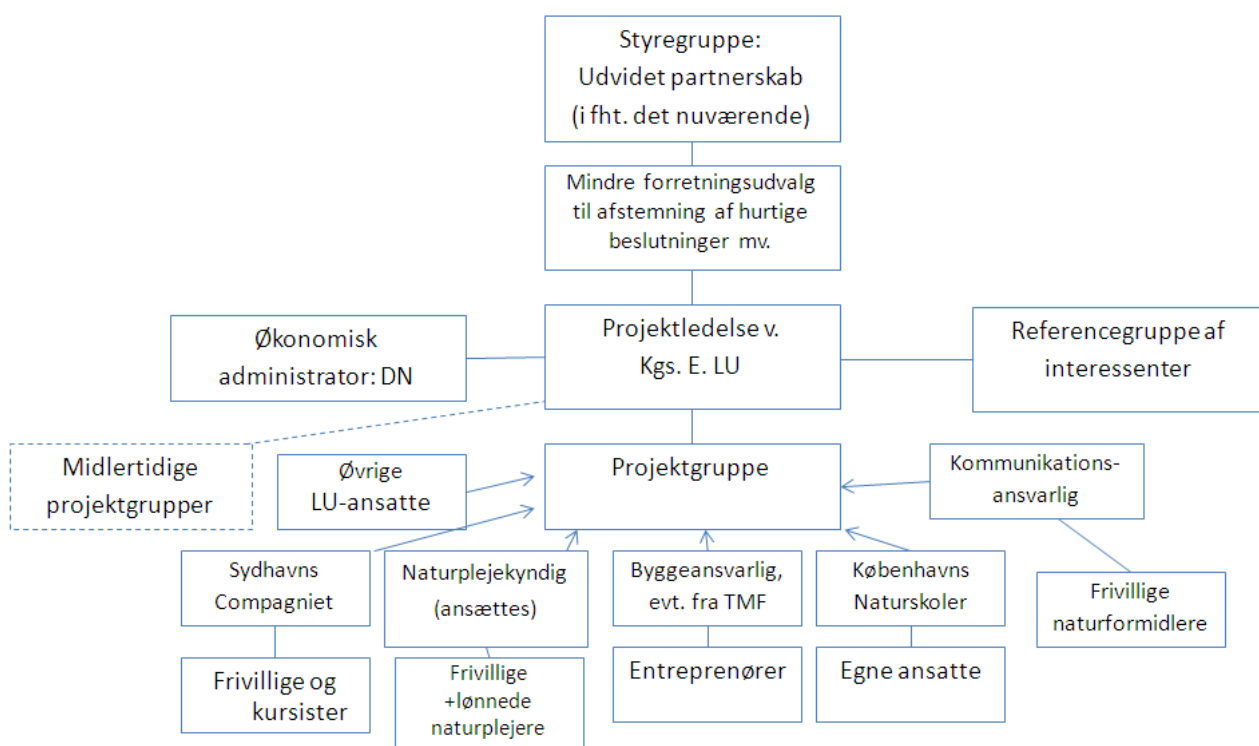 Styregruppe:
Udvidet partnerskab
(i fht. det nuværende)
Mindre forretningsudvalg
til afstemning af hurtige
beslutninger mv.
Økonomisk
administrator: DN
Projektledelse v.
Kgs. E. LU
Referencegruppe af
interessenter
Midlertidige
projektgrupper
Øvrige
LU-ansatte
Projektgruppe
Kommunikations-
ansvarlig
Sydhavns
Compagniet
Naturplejekyndig
(ansættes)
Byggeansvarlig,
evt. fra TMF
Københavns
Naturskoler
Frivillige
naturformidlere
Frivillige og
kursister
Frivillige
+lønnede
naturplejere
Entreprenører
Egne ansatte